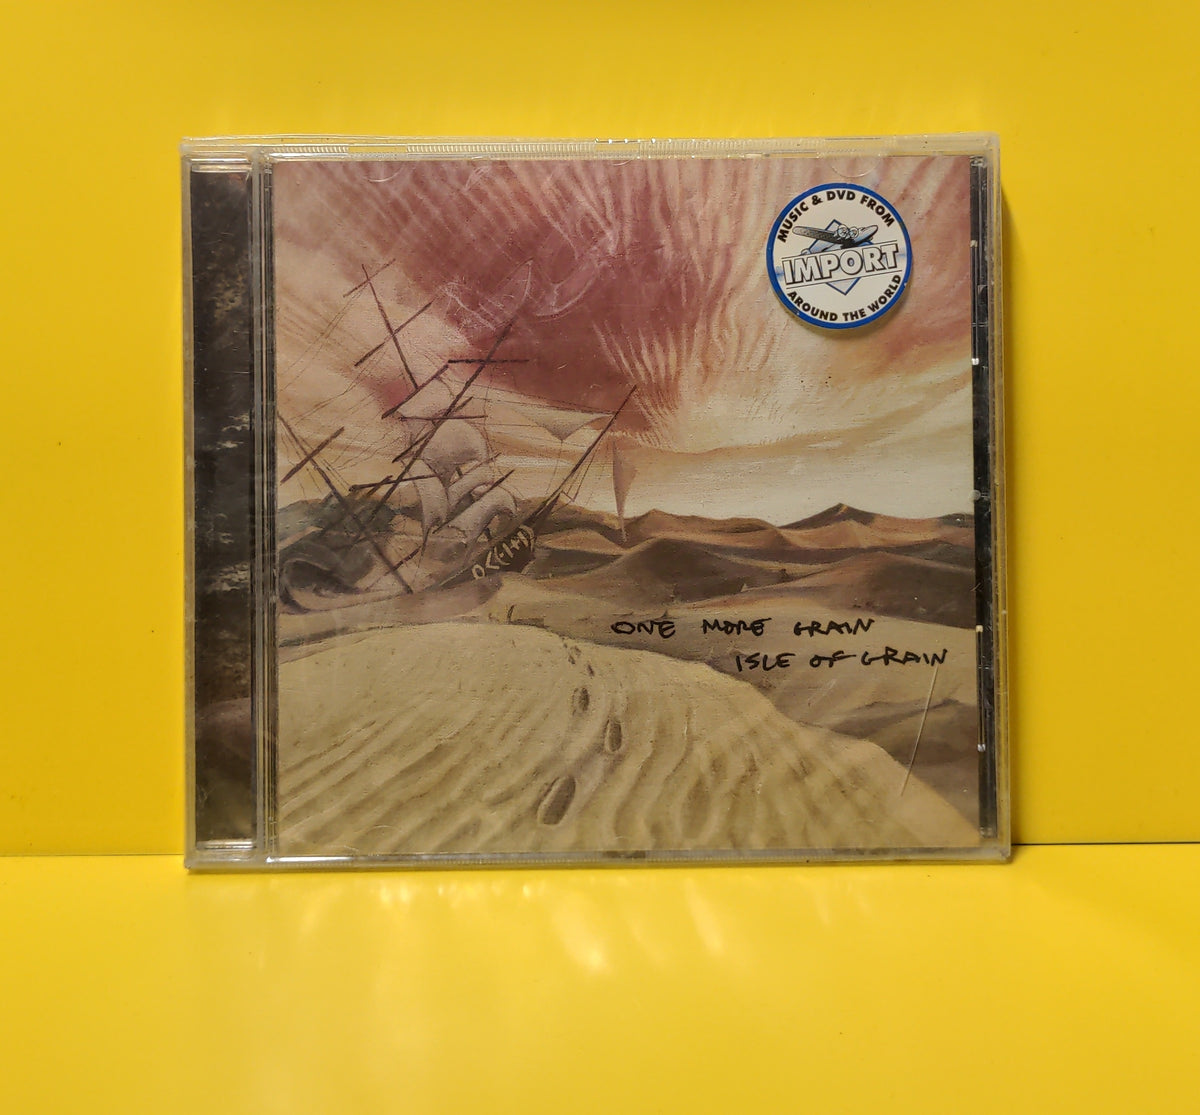 MUSIC & DVD FROM
IMPORT
AROUND THE WORLD
ONE MORE GRAIN
ISLE OF GRAIN